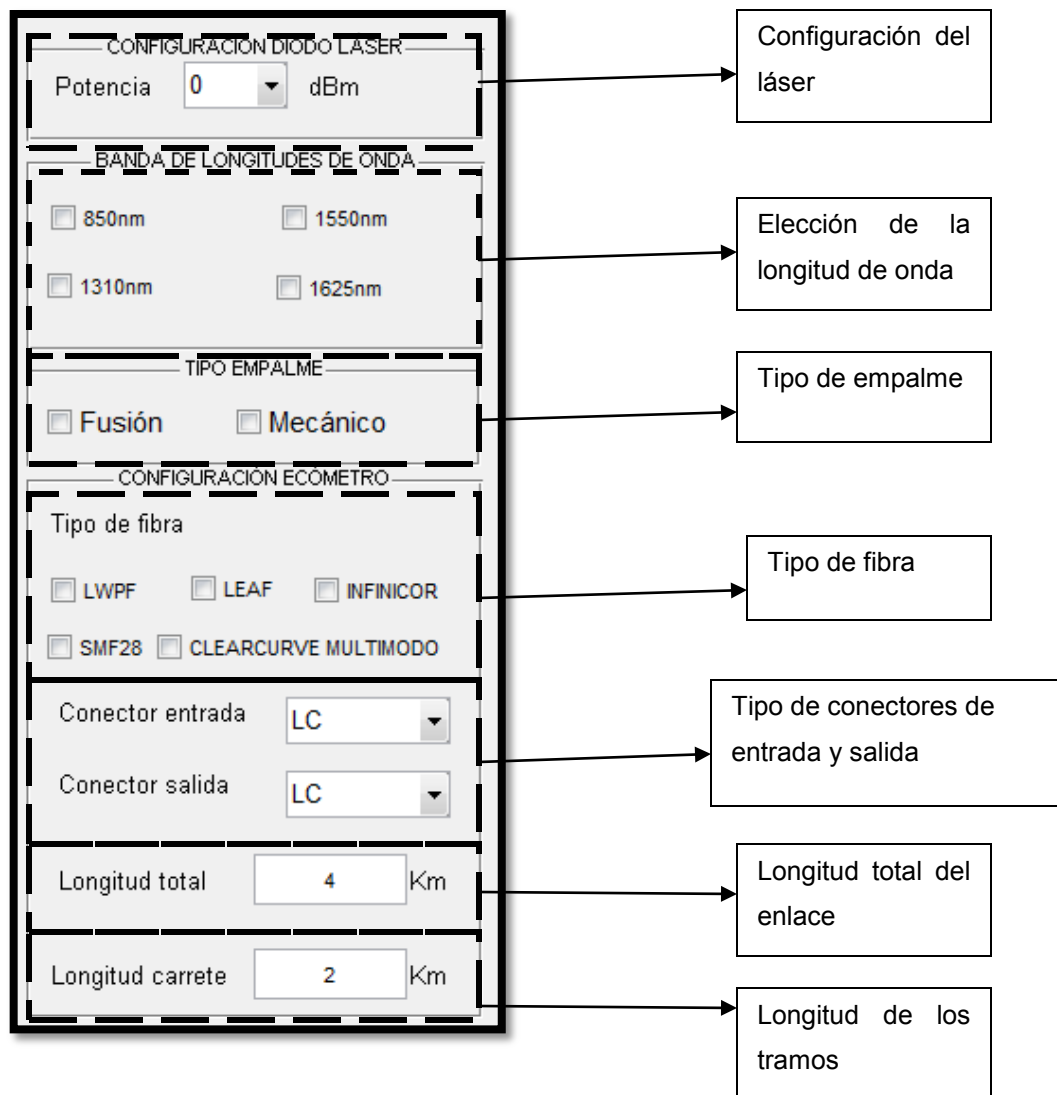 CONFIGURACIÓN DIODO LÁSER
Potencia 0 dBm
Configuración del
láser
BANDA DE LONGITUDES DE ONDA
850nm 1550nm
1310nm 1625nm
Elección de la
longitud de onda
TIPO EMPALME
Fusión Mecánico
Tipo de empalme
CONFIGURACIÓN ECÓMETRO
Tipo de fibra
LWPF LEAF INFINICOR
SMF28 CLEARCURVE MULTIMODO
Tipo de fibra
Conector entrada LC
Conector salida LC
Tipo de conectores de
entrada y salida
Longitud total 4 Km
Longitud total del
enlace
Longitud carrete 2 Km
Longitud de los
tramos